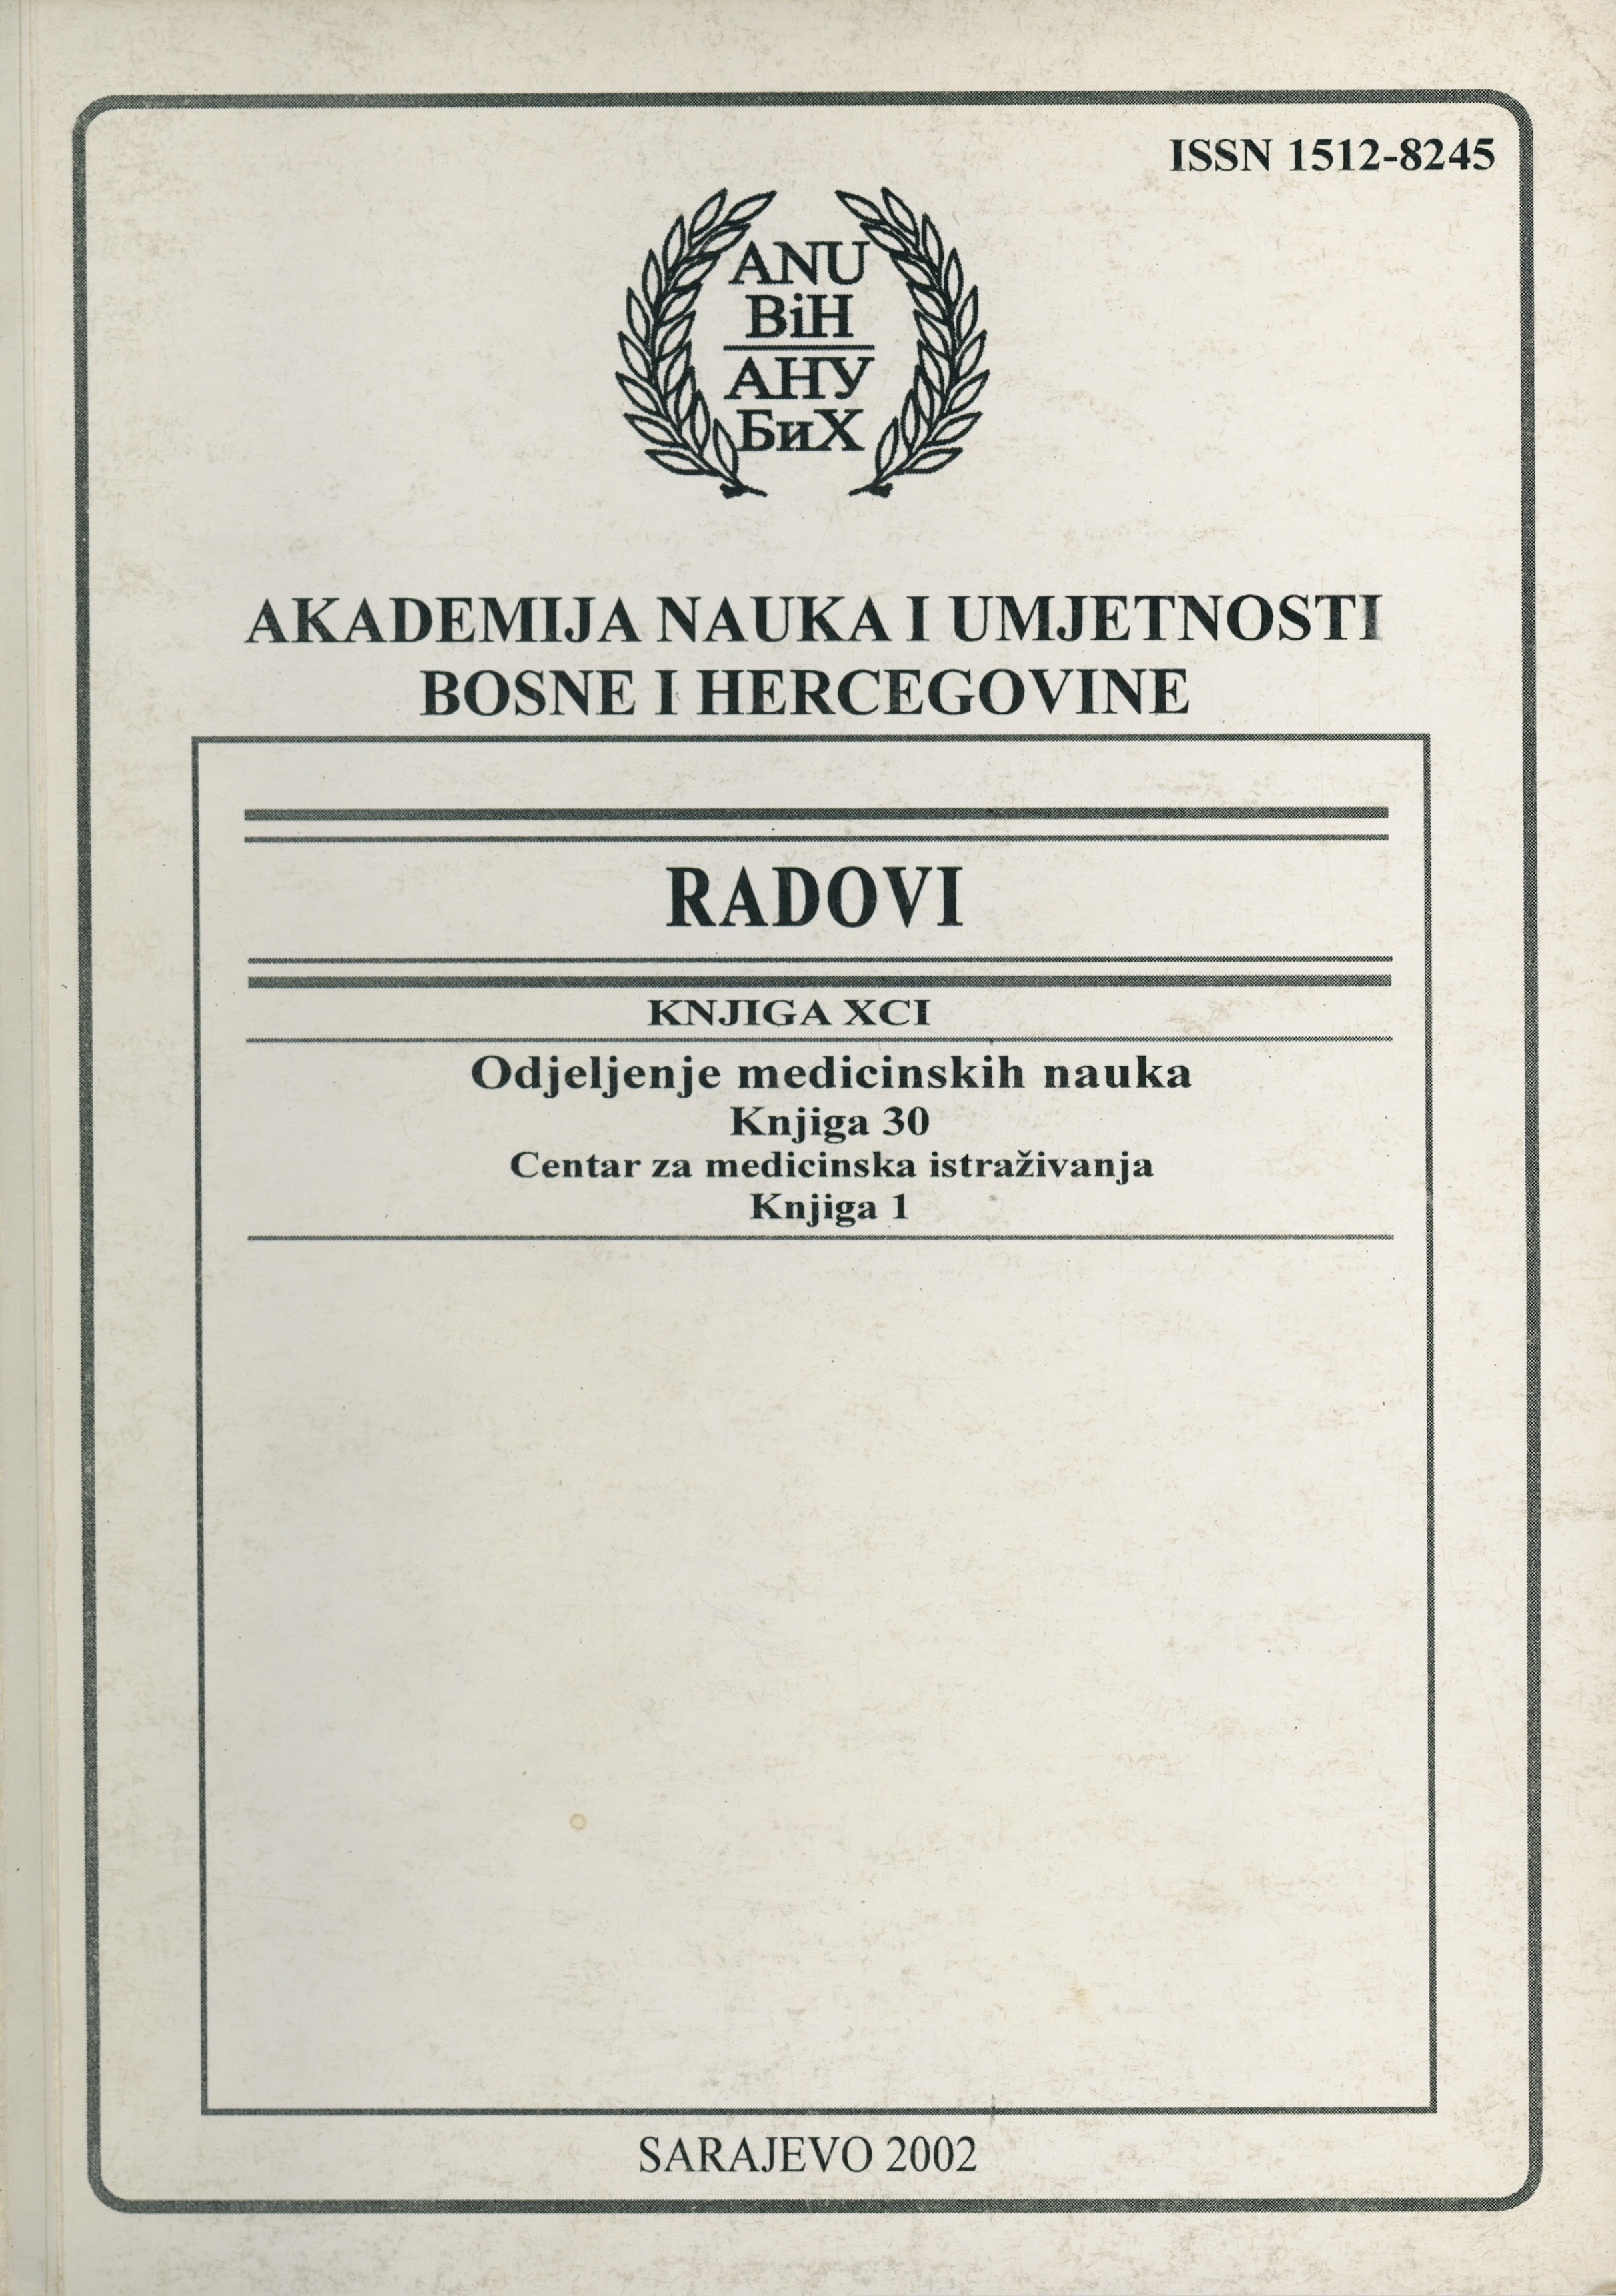 ISSN 1512-8245
ANU
BiH
АНУ
БиХ
AKADEMIJA NAUKA I UMJETNOSTI
BOSNE I HERCEGOVINE
RADOVI
KNJIGA XCI
Odjeljenje medicinskih nauka
Knjiga 30
Centar za medicinska istraživanja
Knjiga 1
SARAJEVO 2002